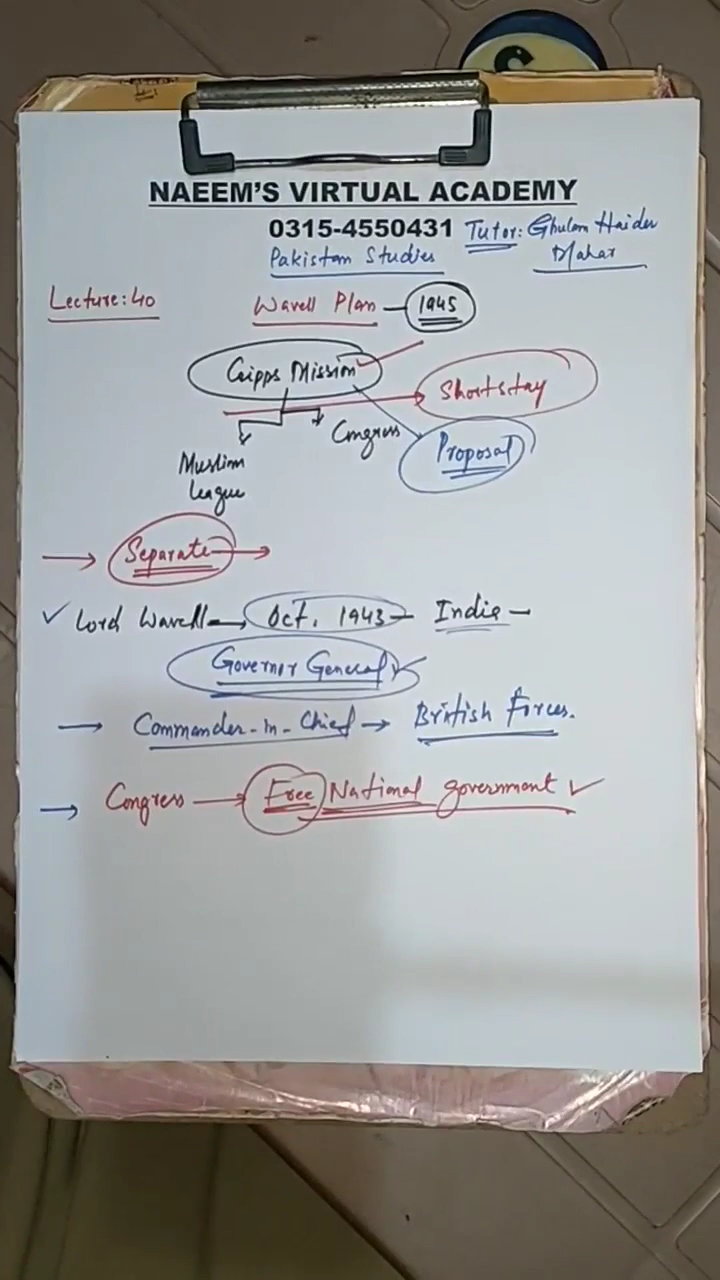 NAEEM'S VIRTUAL ACADEMY
0315-4550431 Tutor: Ghulam Haider Mahar
Pakistan Studies
Lecture: 40
Wavell Plan — 1945
Cripps Mission
Shortstay
Congress
Proposal
Muslim League
→ Separate →
✓ Lord Wavell → Oct. 1943 — India —
Governor General ✓
→ Commander-in-Chief → British Forces.
→ Congress → Free National government ✓